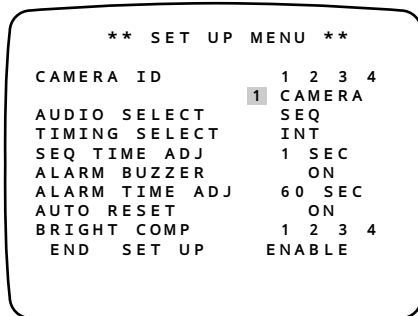 ** SET UP MENU **
CAMERA ID 1 2 3 4
1 CAMERA
AUDIO SELECT SEQ
TIMING SELECT INT
SEQ TIME ADJ 1 SEC
ALARM BUZZER ON
ALARM TIME ADJ 60 SEC
AUTO RESET ON
BRIGHT COMP 1 2 3 4
END SET UP ENABLE